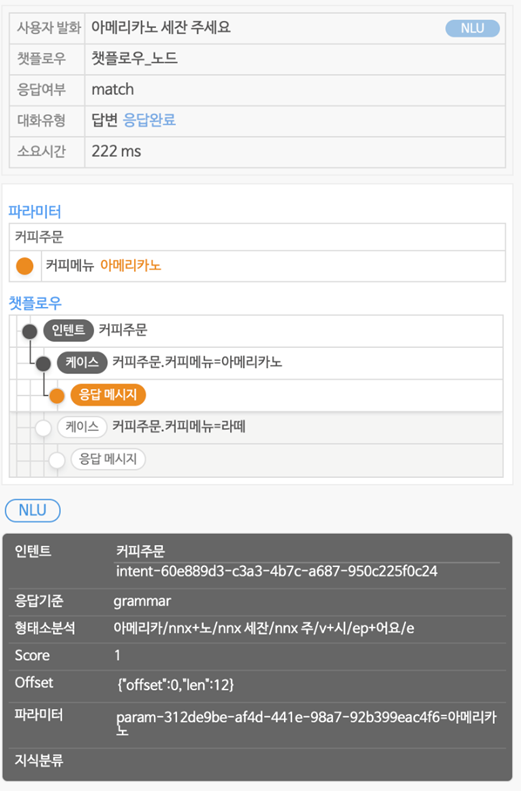 사용자 발화 아메리카노 세잔 주세요 NLU
챗플로우 챗플로우_노드
응답여부 match
대화유형 답변 응답완료
소요시간 222 ms
파라미터
커피주문
커피메뉴 아메리카노
챗플로우
인텐트 커피주문
케이스 커피주문.커피메뉴=아메리카노
응답 메시지
케이스 커피주문.커피메뉴=라떼
응답 메시지
NLU
인텐트 커피주문
intent-60e889d3-c3a3-4b7c-a687-950c225f0c24
응답기준 grammar
형태소분석 아메리카/nnx+노/nnx 세잔/nnx 주/v+시/ep+어요/e
Score 1
Offset {"offset":0,"len":12}
파라미터 param-312de9be-af4d-441e-98a7-92b399eac4f6=아메리카
노
지식분류